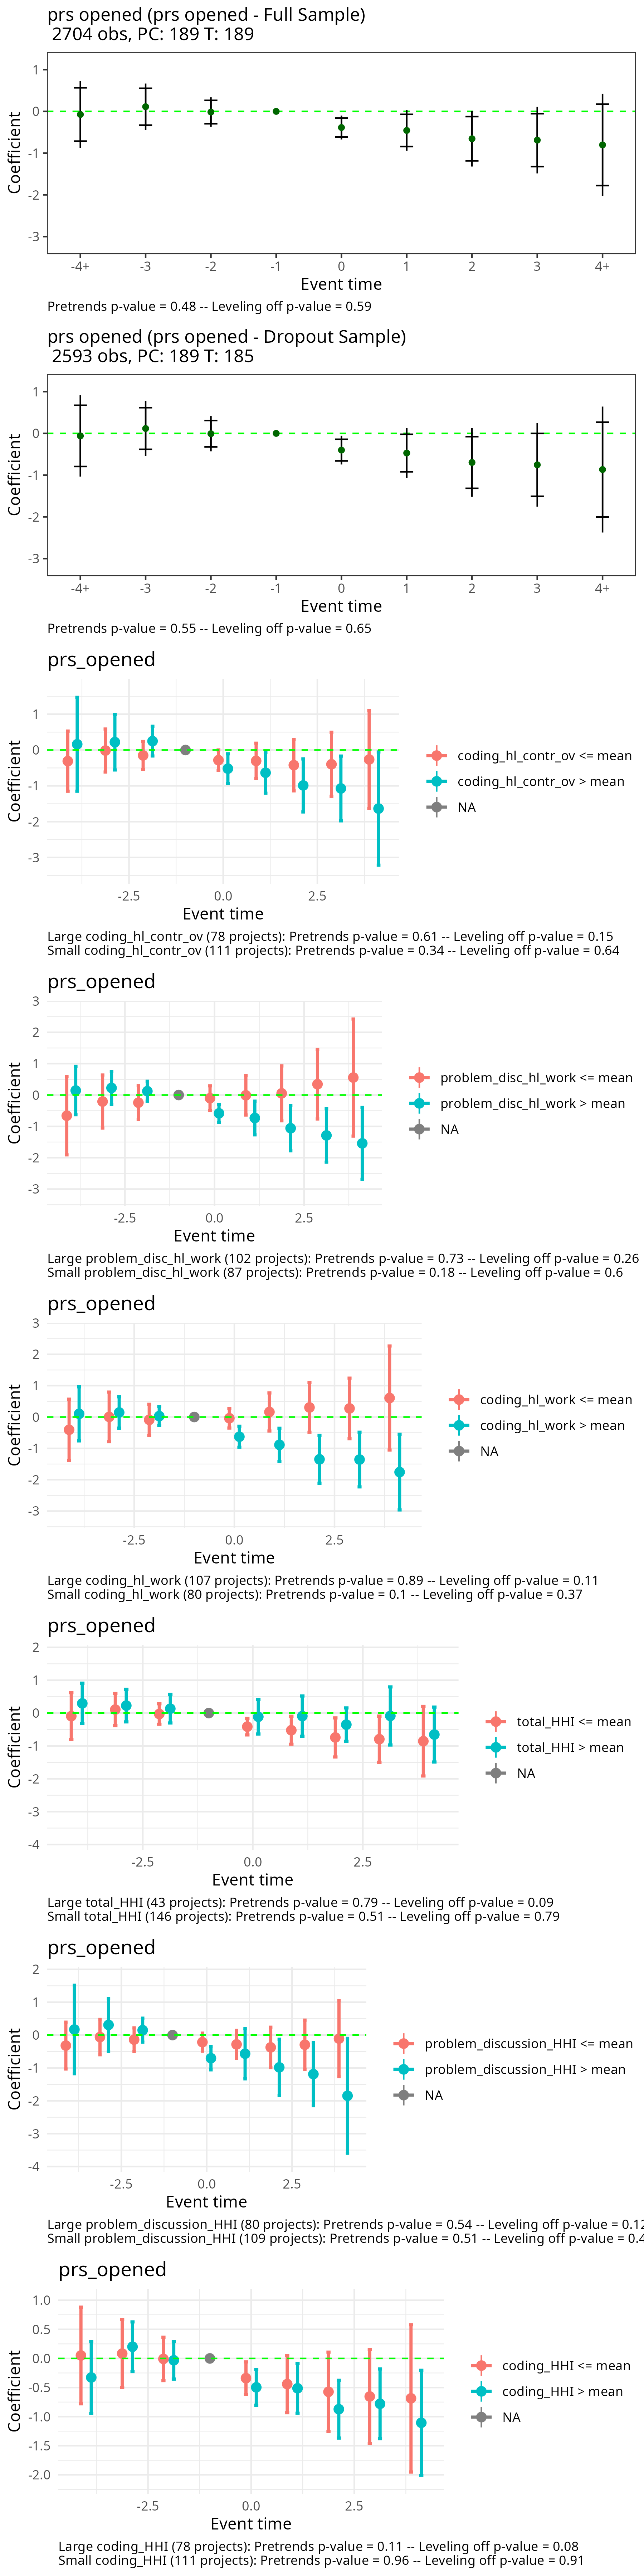 prs opened (prs opened - Full Sample)
2704 obs, PC: 189 T: 189
1
0
-1
-2
-3
Coefficient
-4+ -3 -2 -1 0 1 2 3 4+
Event time
Pretrends p-value = 0.48 -- Leveling off p-value = 0.59
prs opened (prs opened - Dropout Sample)
2593 obs, PC: 189 T: 185
1
0
-1
-2
-3
Coefficient
-4+ -3 -2 -1 0 1 2 3 4+
Event time
Pretrends p-value = 0.55 -- Leveling off p-value = 0.65
prs_opened
1
0
-1
-2
-3
Coefficient
-2.5 0.0 2.5
Event time
coding_hl_contr_ov <= mean
coding_hl_contr_ov > mean
NA
Large coding_hl_contr_ov (78 projects): Pretrends p-value = 0.61 -- Leveling off p-value = 0.15
Small coding_hl_contr_ov (111 projects): Pretrends p-value = 0.34 -- Leveling off p-value = 0.64
prs_opened
3
2
1
0
-1
-2
-3
Coefficient
-2.5 0.0 2.5
Event time
problem_disc_hl_work <= mean
problem_disc_hl_work > mean
NA
Large problem_disc_hl_work (102 projects): Pretrends p-value = 0.73 -- Leveling off p-value = 0.26
Small problem_disc_hl_work (87 projects): Pretrends p-value = 0.18 -- Leveling off p-value = 0.6
prs_opened
3
2
1
0
-1
-2
-3
Coefficient
-2.5 0.0 2.5
Event time
coding_hl_work <= mean
coding_hl_work > mean
NA
Large coding_hl_work (107 projects): Pretrends p-value = 0.89 -- Leveling off p-value = 0.11
Small coding_hl_work (80 projects): Pretrends p-value = 0.1 -- Leveling off p-value = 0.37
prs_opened
2
1
0
-1
-2
-3
-4
Coefficient
-2.5 0.0 2.5
Event time
total_HHI <= mean
total_HHI > mean
NA
Large total_HHI (43 projects): Pretrends p-value = 0.79 -- Leveling off p-value = 0.09
Small total_HHI (146 projects): Pretrends p-value = 0.51 -- Leveling off p-value = 0.79
prs_opened
2
1
0
-1
-2
-3
-4
Coefficient
-2.5 0.0 2.5
Event time
problem_discussion_HHI <= mean
problem_discussion_HHI > mean
NA
Large problem_discussion_HHI (80 projects): Pretrends p-value = 0.54 -- Leveling off p-value =
Small problem_discussion_HHI (109 projects): Pretrends p-value = 0.51 -- Leveling off p-value =
prs_opened
1.0
0.5
0.0
-0.5
-1.0
-1.5
-2.0
Coefficient
-2.5 0.0 2.5
Event time
coding_HHI <= mean
coding_HHI > mean
NA
Large coding_HHI (78 projects): Pretrends p-value = 0.11 -- Leveling off p-value = 0.08
Small coding_HHI (111 projects): Pretrends p-value = 0.96 -- Leveling off p-value = 0.91